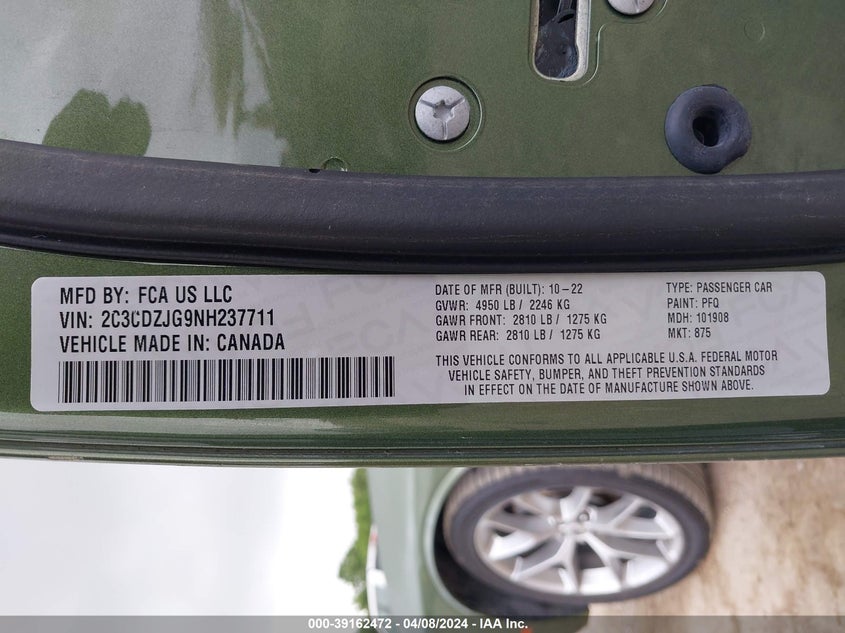 MFD BY: FCA US LLC
VIN: 2C3CDZJG9NH237711
VEHICLE MADE IN: CANADA
DATE OF MFR (BUILT): 10-22
GVWR: 4950 LB / 2246 KG
GAWR FRONT: 2810 LB / 1275 KG
GAWR REAR: 2810 LB / 1275 KG
TYPE: PASSENGER CAR
PAINT: PFQ
MDH: 101908
MKT: 875
THIS VEHICLE CONFORMS TO ALL APPLICABLE U.S.A. FEDERAL MOTOR
VEHICLE SAFETY, BUMPER, AND THEFT PREVENTION STANDARDS
IN EFFECT ON THE DATE OF MANUFACTURE SHOWN ABOVE.
000-39162472 - 04/08/2024 - IAA Inc.